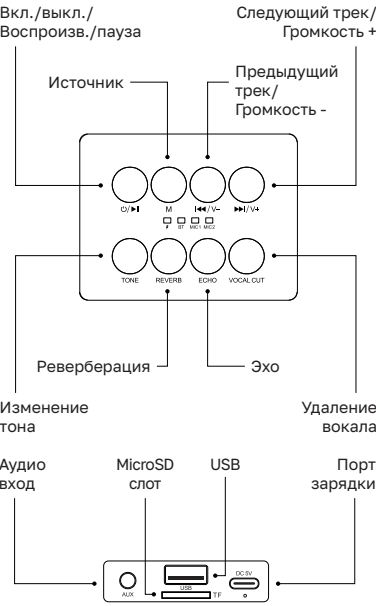 Вкл./выкл./
Воспроизв./пауза
Следующий трек/
Громкость +
Источник
Предыдущий
трек/
Громкость -
⏻/▶‖
M
|◀◀/V−
▶▶|/V+
BT
MIC1
MIC2
TONE
REVERB
ECHO
VOCAL CUT
Реверберация
Эхо
Изменение
тона
Удаление
вокала
Аудио
вход
MicroSD
слот
USB
Порт
зарядки
AUX
USB
TF
DC 5V